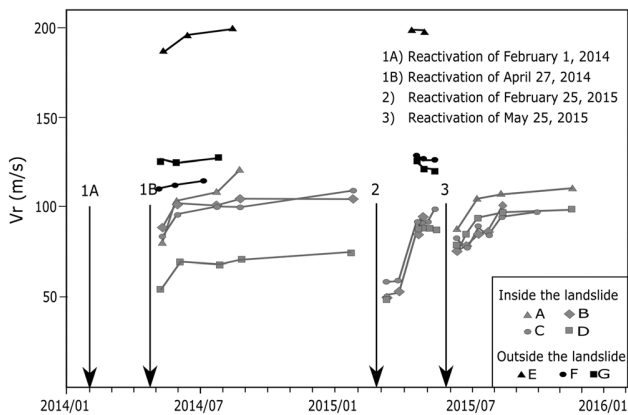 200
1A) Reactivation of February 1, 2014
1B) Reactivation of April 27, 2014
2) Reactivation of February 25, 2015
3) Reactivation of May 25, 2015
150
Vr (m/s)
1A 1B 2 3
100
50
Inside the landslide
A B
C D
Outside the landslide
E F G
2014/01 2014/07 2015/01 2015/07 2016/01